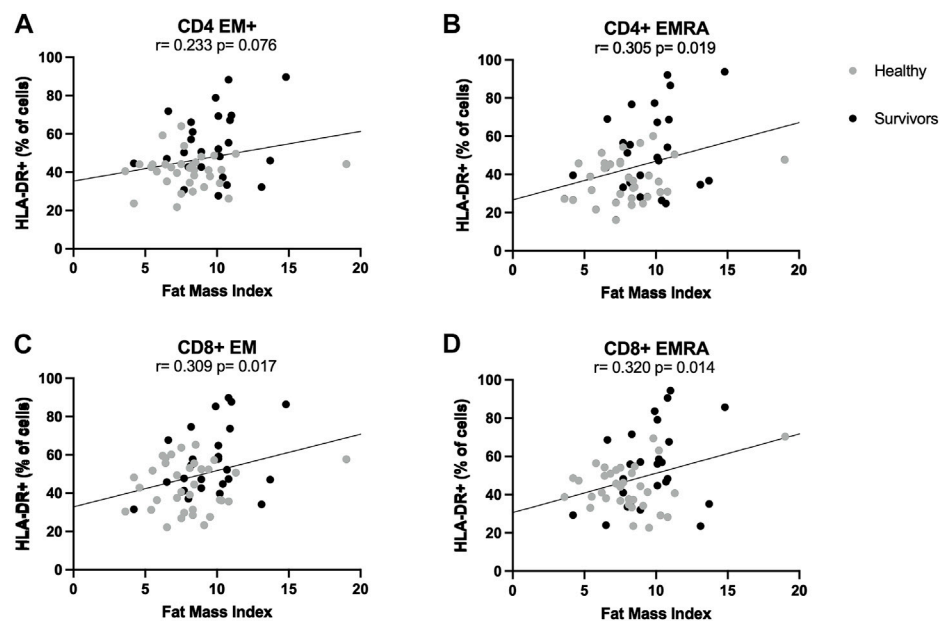 A
CD4 EM+
r= 0.233 p= 0.076
HLA-DR+ (% of cells)
100
80
60
40
20
0
0 5 10 15 20
Fat Mass Index
B
CD4+ EMRA
r= 0.305 p= 0.019
HLA-DR+ (% of cells)
100
80
60
40
20
0
0 5 10 15 20
Fat Mass Index
Healthy
Survivors
C
CD8+ EM
r= 0.309 p= 0.017
HLA-DR+ (% of cells)
100
80
60
40
20
0
0 5 10 15 20
Fat Mass Index
D
CD8+ EMRA
r= 0.320 p= 0.014
HLA-DR+ (% of cells)
100
80
60
40
20
0
0 5 10 15 20
Fat Mass Index